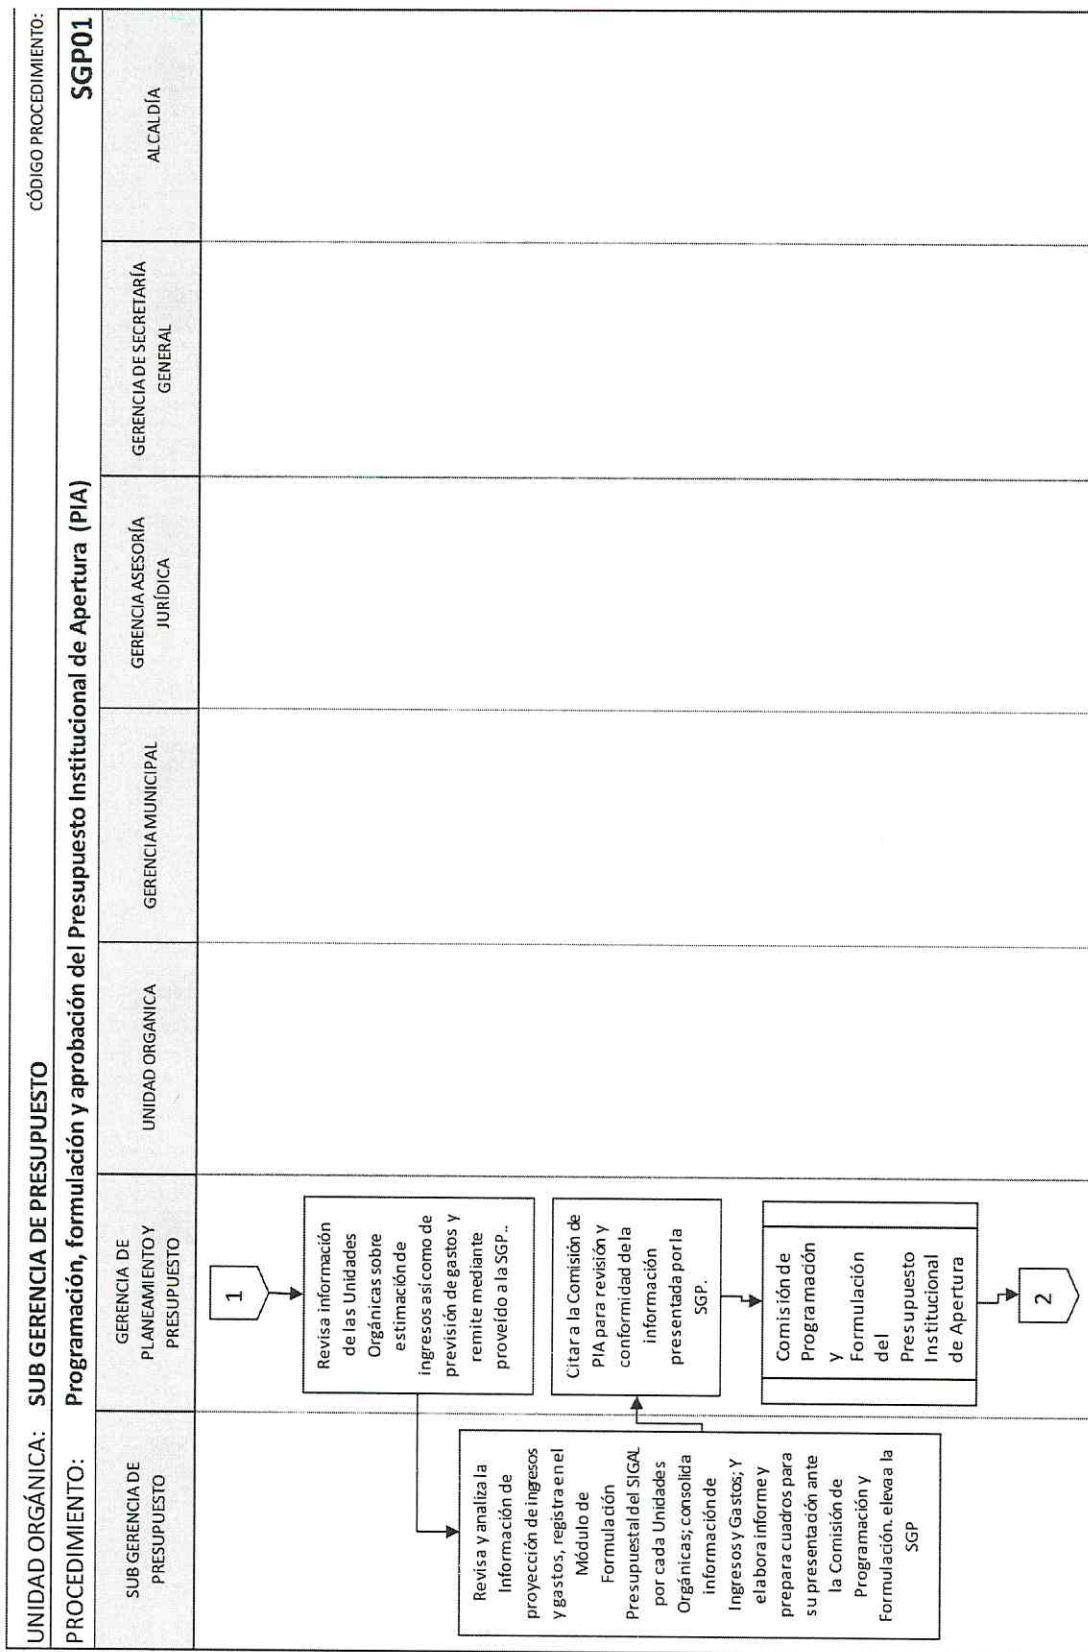 UNIDAD ORGÁNICA: SUB GERENCIA DE PRESUPUESTO
CÓDIGO PROCEDIMIENTO:
PROCEDIMIENTO: Programación, formulación y aprobación del Presupuesto Institucional de Apertura (PIA)
SGP01
SUB GERENCIA DE
PRESUPUESTO
GERENCIA DE
PLANEAMIENTO Y
PRESUPUESTO
UNIDAD ORGANICA
GERENCIA MUNICIPAL
GERENCIA ASESORÍA
JURÍDICA
GERENCIA DE SECRETARÍA
GENERAL
ALCALDÍA
1
Revisa información
de las Unidades
Orgánicas sobre
estimación de
ingresos así como de
previsión de gastos y
remite mediante
proveído a la SGP..
Revisa y analiza la
Información de
proyección de ingresos
y gastos, registra en el
Módulo de
Formulación
Presupuestal del SIGAL
por cada Unidades
Orgánicas; consolida
información de
Ingresos y Gastos; Y
elabora informe y
prepara cuadros para
su presentación ante
la Comisión de
Programación y
Formulación. eleva a la
SGP
Citar a la Comisión de
PIA para revisión y
conformidad de la
información
presentada por la
SGP.
Comisión de
Programación
y
Formulación
del
Presupuesto
Institucional
de Apertura
2